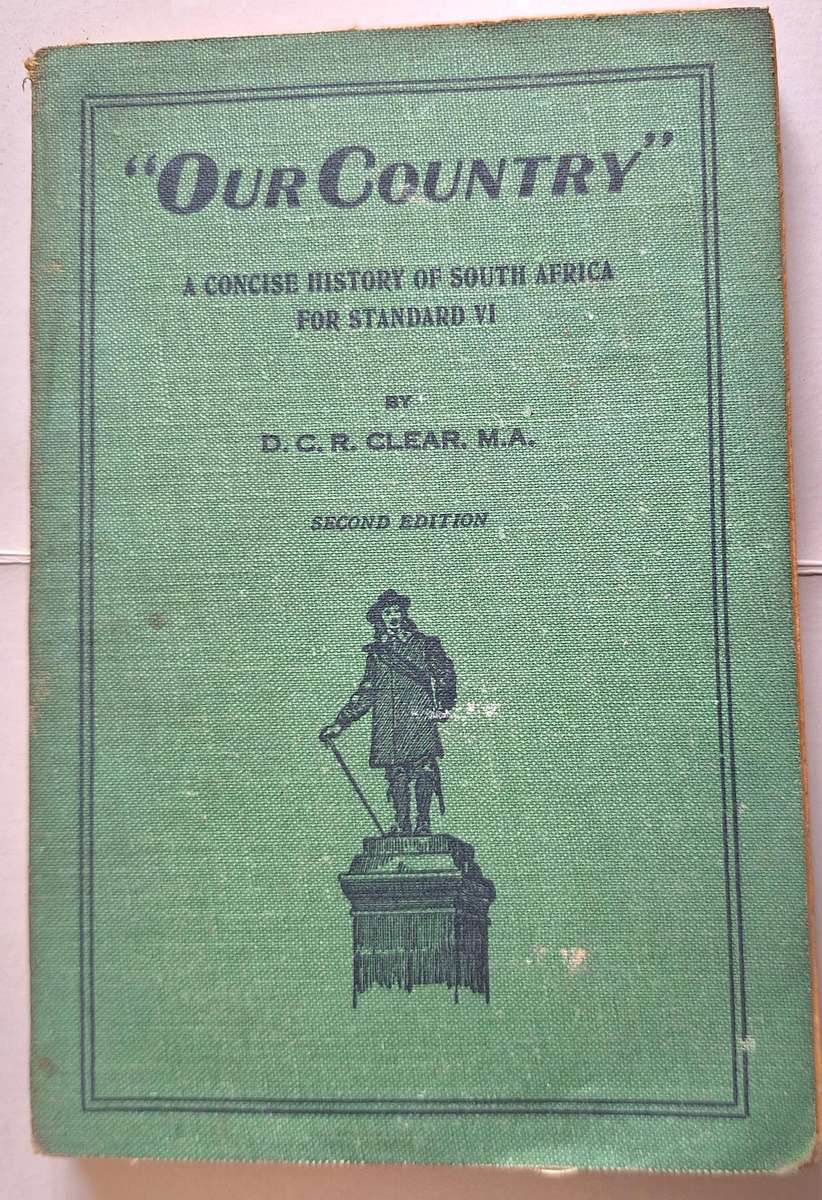 “OUR COUNTRY”
A CONCISE HISTORY OF SOUTH AFRICA
FOR STANDARD VI
BY
D. C. R. CLEAR, M.A.
SECOND EDITION